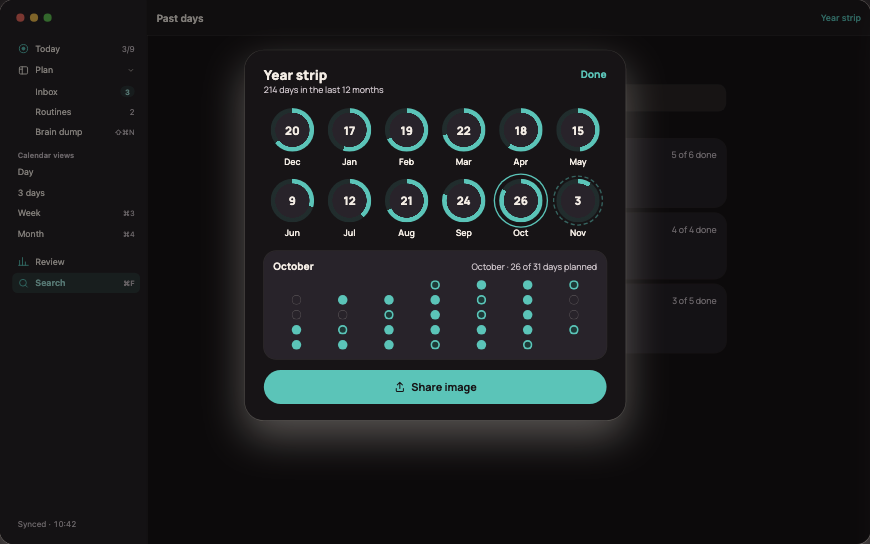 Past days
Year strip
Today 3/9
Plan
Inbox 3
Routines 2
Brain dump ⇧⌘N
Calendar views
Day
3 days
Week ⌘3
Month ⌘4
Review
Search ⌘F
Synced · 10:42
Year strip
Done
214 days in the last 12 months
20 17 19 22 18 15
Dec Jan Feb Mar Apr May
9 12 21 24 26 3
Jun Jul Aug Sep Oct Nov
October October · 26 of 31 days planned
Share image
5 of 6 done
4 of 4 done
3 of 5 done